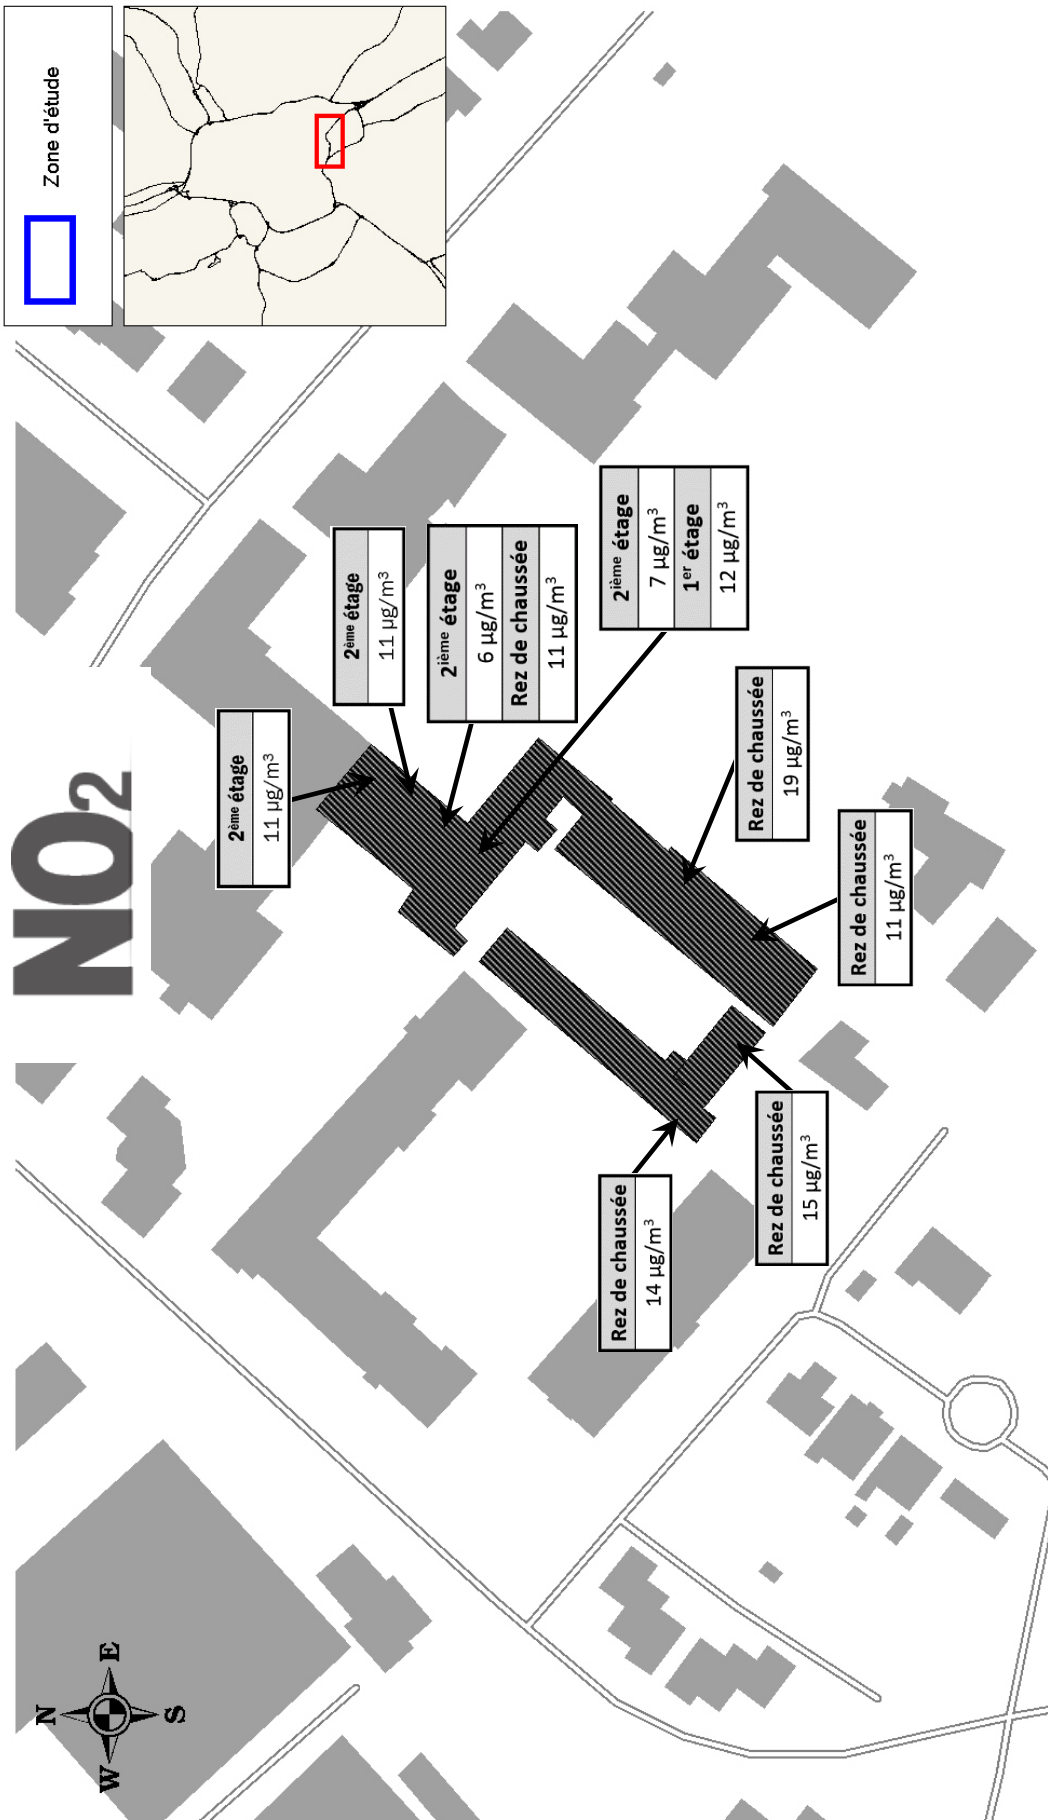 NO₂
Zone d'étude
N
W
E
S
2ème étage
11 µg/m³
2ème étage
11 µg/m³
2ième étage
6 µg/m³
Rez de chaussée
11 µg/m³
2ième étage
7 µg/m³
1er étage
12 µg/m³
Rez de chaussée
19 µg/m³
Rez de chaussée
11 µg/m³
Rez de chaussée
15 µg/m³
Rez de chaussée
14 µg/m³